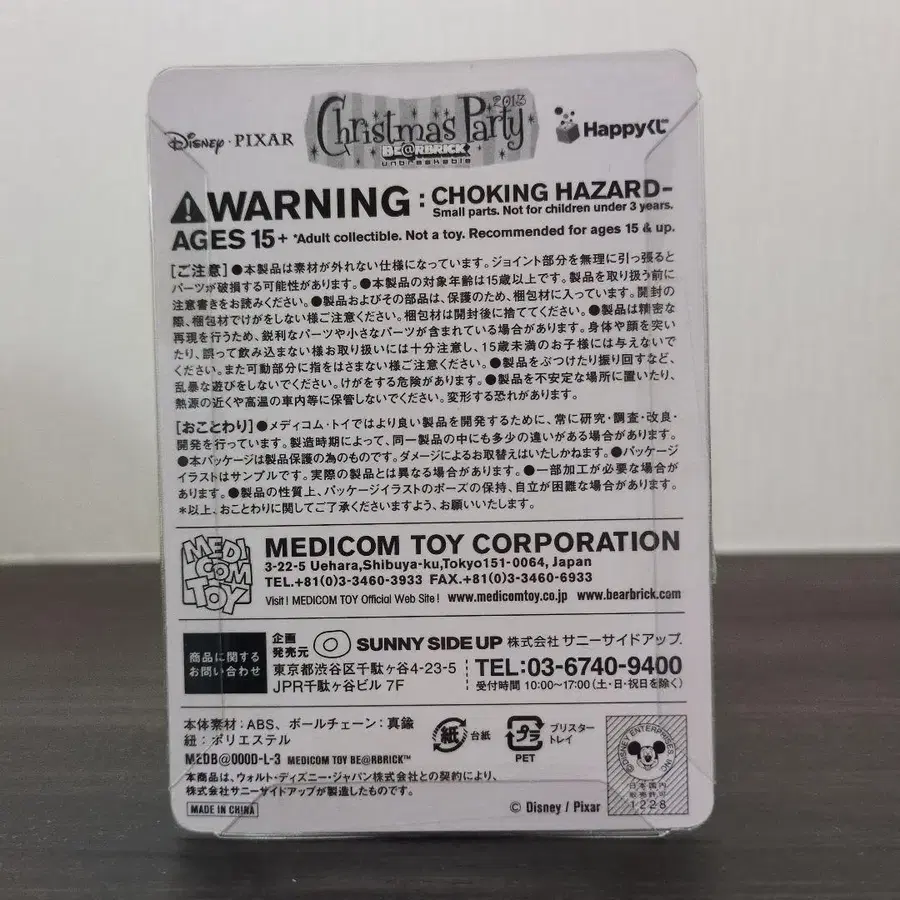 Disney · PIXAR
Christmas Party 2013
BE@RBRICK
unbreakable
Happyくじ
WARNING : CHOKING HAZARD-
Small parts. Not for children under 3 years.
AGES 15+ *Adult collectible. Not a toy. Recommended for ages 15 & up.
[ご注意] ●本製品は素材が外れない仕様になっています。ジョイント部分を無理に引っ張ると
パーツが破損する可能性があります。●本製品の対象年齢は15歳以上です。製品を取り扱う前に
注意書きをお読みください。●製品およびその部品は、保護のため、梱包材に入っています。開封の
際、梱包材でけがをしない様ご注意ください。梱包材は開封後に捨ててください。●製品は精密な
再現を行うため、鋭利なパーツや小さなパーツが含まれている場合があります。身体や顔を突い
たり、誤って飲み込まない様お取り扱いには十分注意し、15歳未満のお子様には与えないで
ください。また可動部分に指をはさまない様ご注意ください。●製品をぶつけたり振り回すなど、
乱暴な遊びをしないでください。けがをする危険があります。●製品を不安定な場所に置いたり、
熱源の近くや高温の車内等に保管しないでください。変形する恐れがあります。
[おことわり] ●メディコム・トイではより良い製品を開発するために、常に研究・調査・改良・
開発を行っています。製造時期によって、同一製品の中にも多少の違いがある場合があります。
●本パッケージは製品保護の為のものです。ダメージによるお取替えはいたしかねます。●パッケージ
イラストはサンプルです。実際の製品とは異なる場合があります。●一部加工が必要な場合が
あります。●製品の性質上、パッケージイラストのポーズの保持、自立が困難な場合があります。
*以上、おことわりに関してご了承くださいますよう、お願いいたします。
MEDI COM TOY
MEDICOM TOY CORPORATION
3-22-5 Uehara,Shibuya-ku,Tokyo151-0064, Japan
TEL.+81(0)3-3460-3933 FAX.+81(0)3-3460-6933
Visit! MEDICOM TOY Official Web Site! www.medicomtoy.co.jp www.bearbrick.com
商品に関する
お問い合わせ
企画
発売元
SUNNY SIDE UP 株式会社 サニーサイドアップ.
東京都渋谷区千駄ヶ谷4-23-5
JPR千駄ヶ谷ビル 7F
TEL:03-6740-9400
受付時間 10:00~17:00 (土・日・祝日を除く)
本体素材:ABS、ボールチェーン:真鍮
紐:ポリエステル
MEDB@000D-L-3 MEDICOM TOY BE@RBRICK™
本商品は、ウォルト・ディズニー・ジャパン株式会社との契約により、
株式会社サニーサイドアップが製造したものです。
MADE IN CHINA
紙 台紙
プラ
PET
ブリスター
トレイ
© Disney / Pixar
©DISNEY ENTERPRISES, INC.
日本国内
販売許可
1228